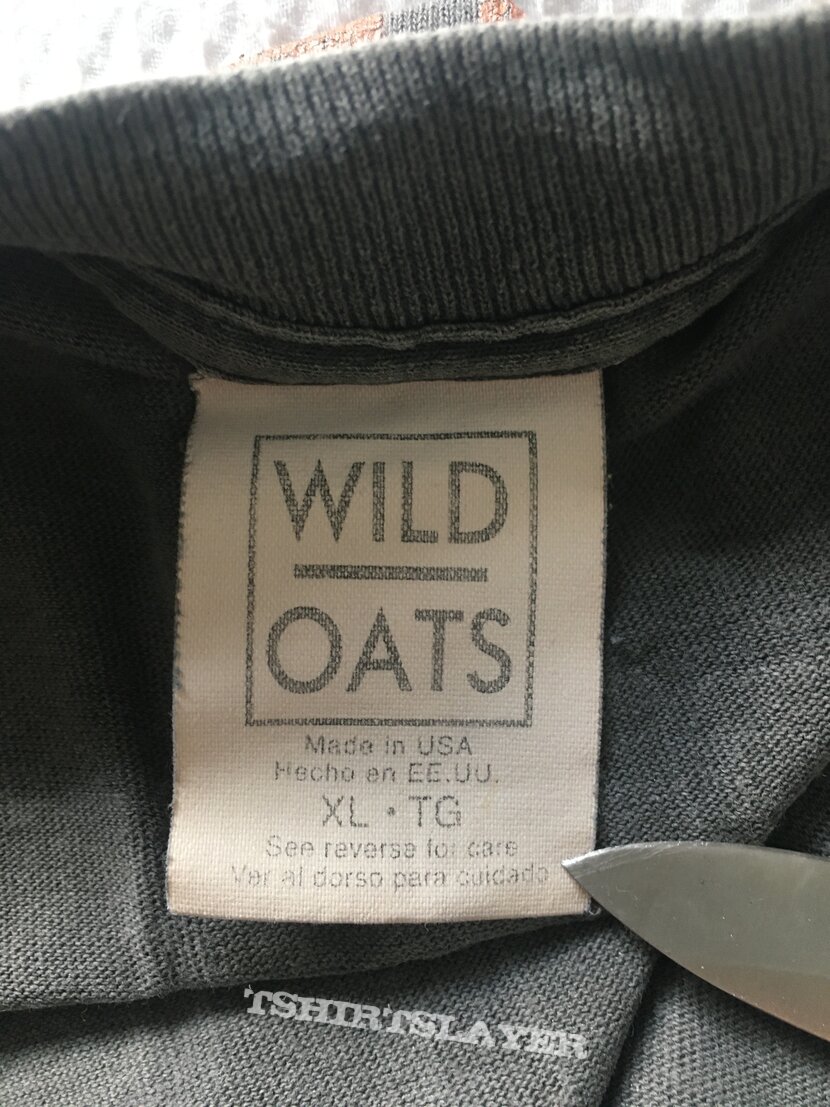 WILD
OATS
Made in USA
Hecho en EE.UU.
XL • TG
See reverse for care
Ver al dorso para cuidado
TSHIRTSLAYER